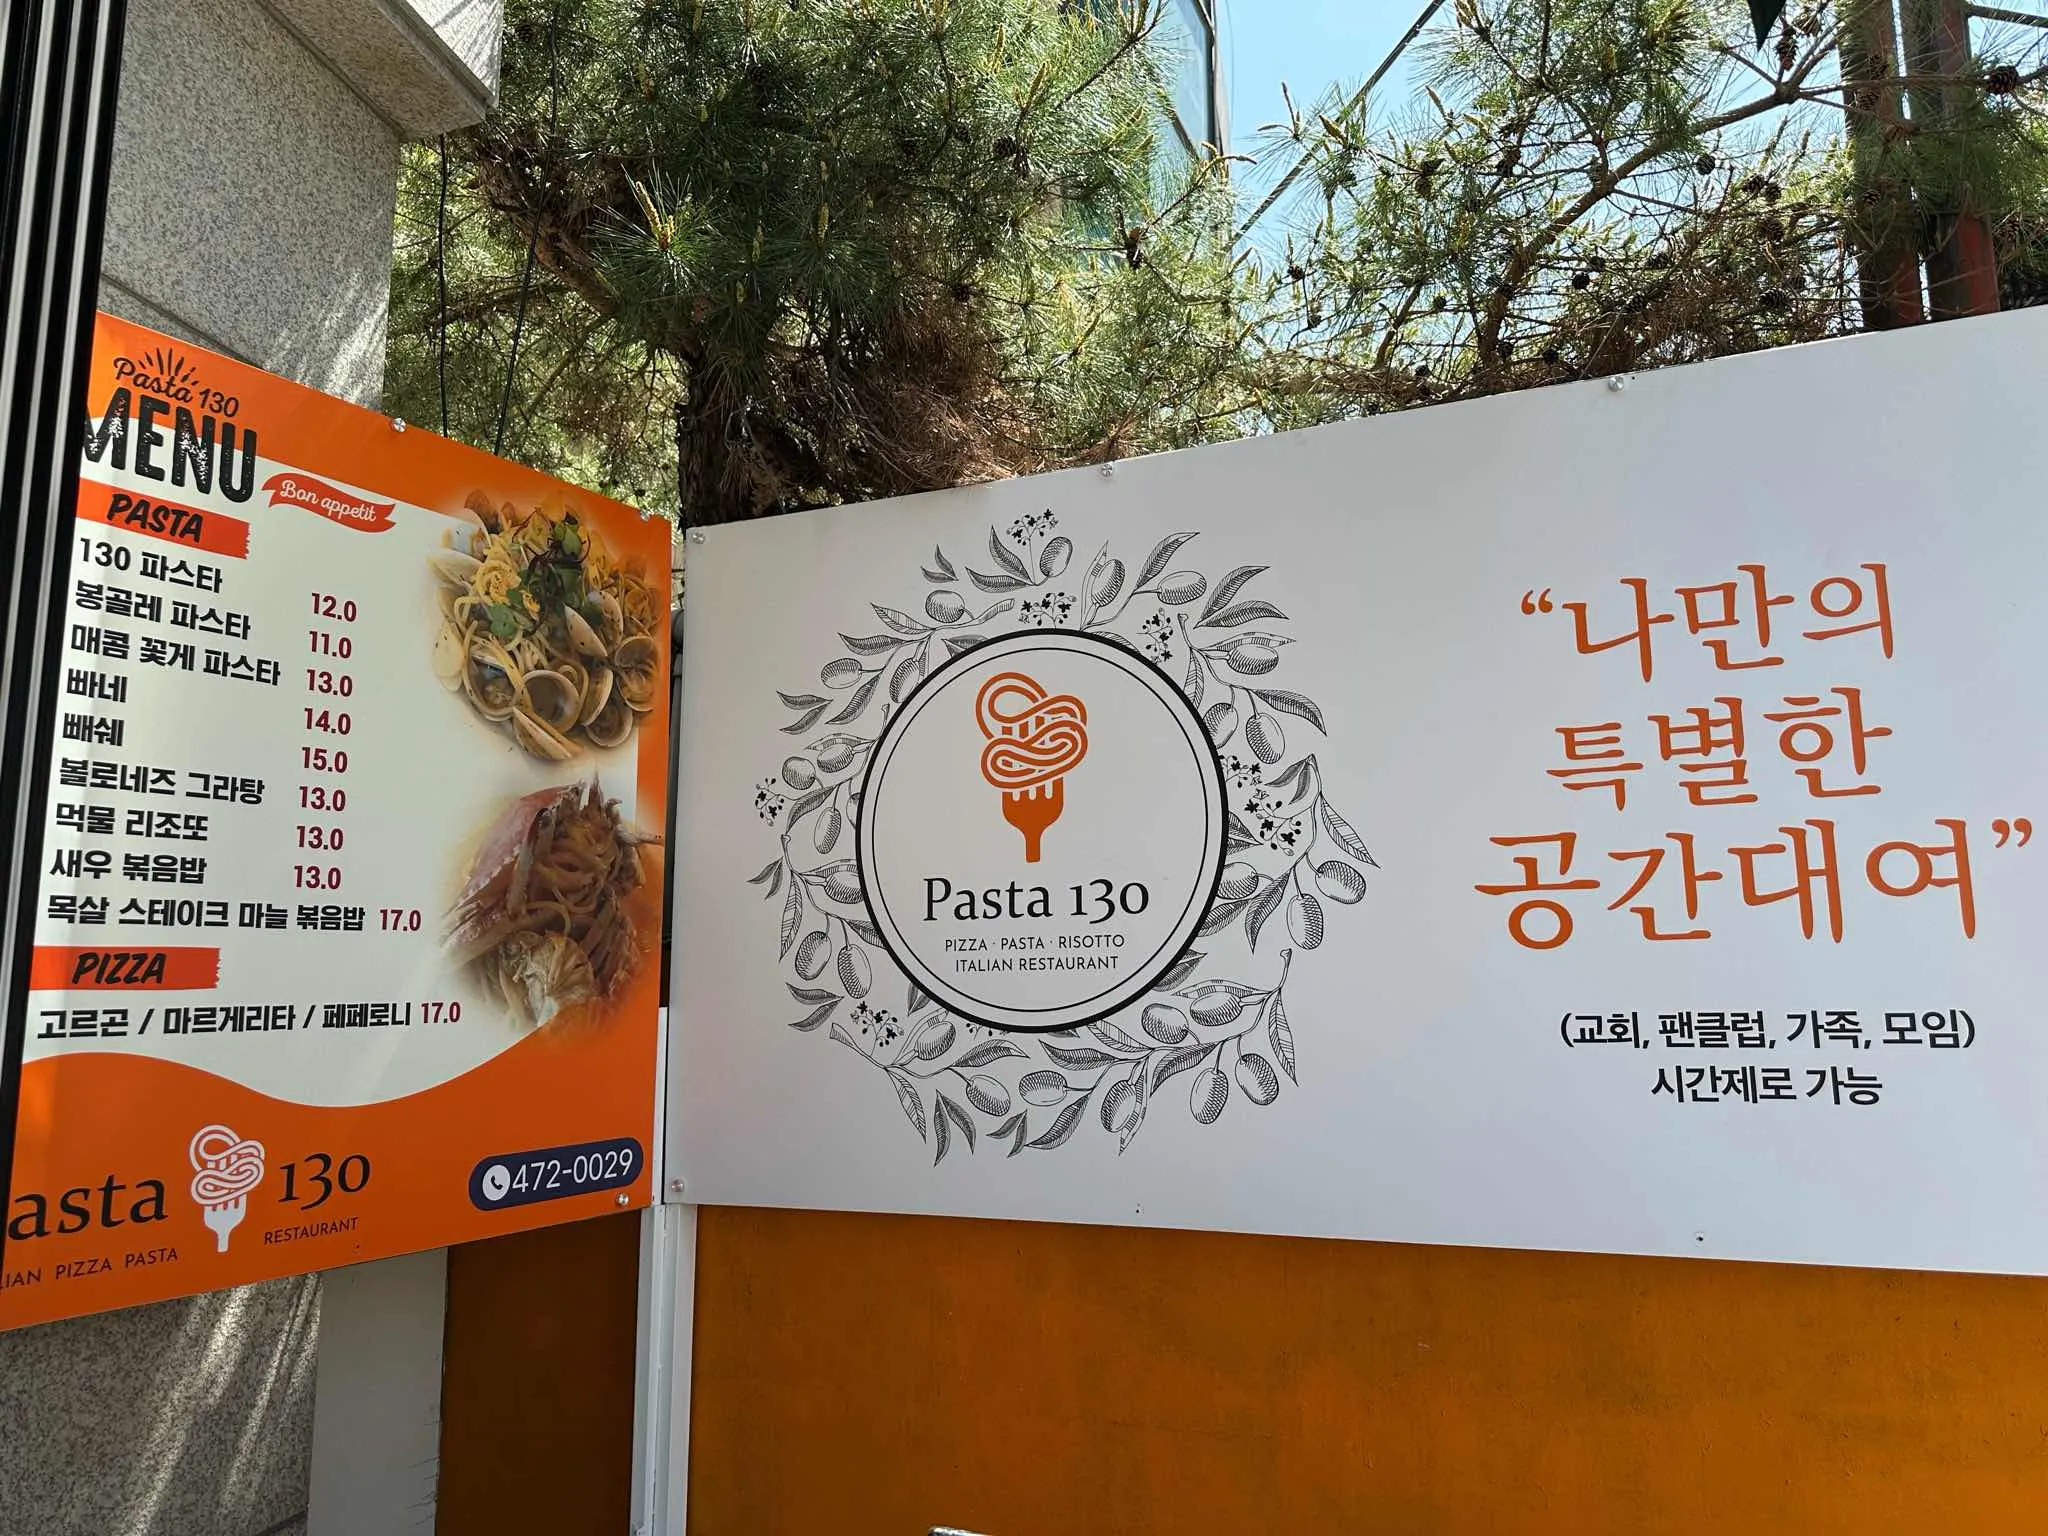 Pasta 130
MENU
Bon appetit
PASTA
130 파스타 12.0
봉골레 파스타 11.0
매콤 꽃게 파스타 13.0
빠네 14.0
빼쉐 15.0
볼로네즈 그라탕 13.0
먹물 리조또 13.0
새우 볶음밥 13.0
목살 스테이크 마늘 볶음밥 17.0
PIZZA
고르곤 / 마르게리타 / 페페로니 17.0
asta 130
RESTAURANT
LIAN PIZZA PASTA
472-0029
Pasta 130
PIZZA · PASTA · RISOTTO
ITALIAN RESTAURANT
“나만의
특별한
공간대여”
(교회, 팬클럽, 가족, 모임)
시간제로 가능